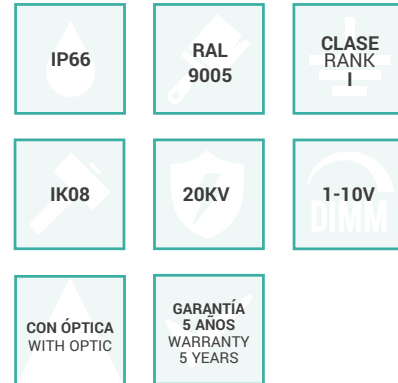 IP66
RAL
9005
CLASE
RANK
I
IK08
20KV
1-10V
DIMM
CON ÓPTICA
WITH OPTIC
GARANTÍA
5 AÑOS
WARRANTY
5 YEARS